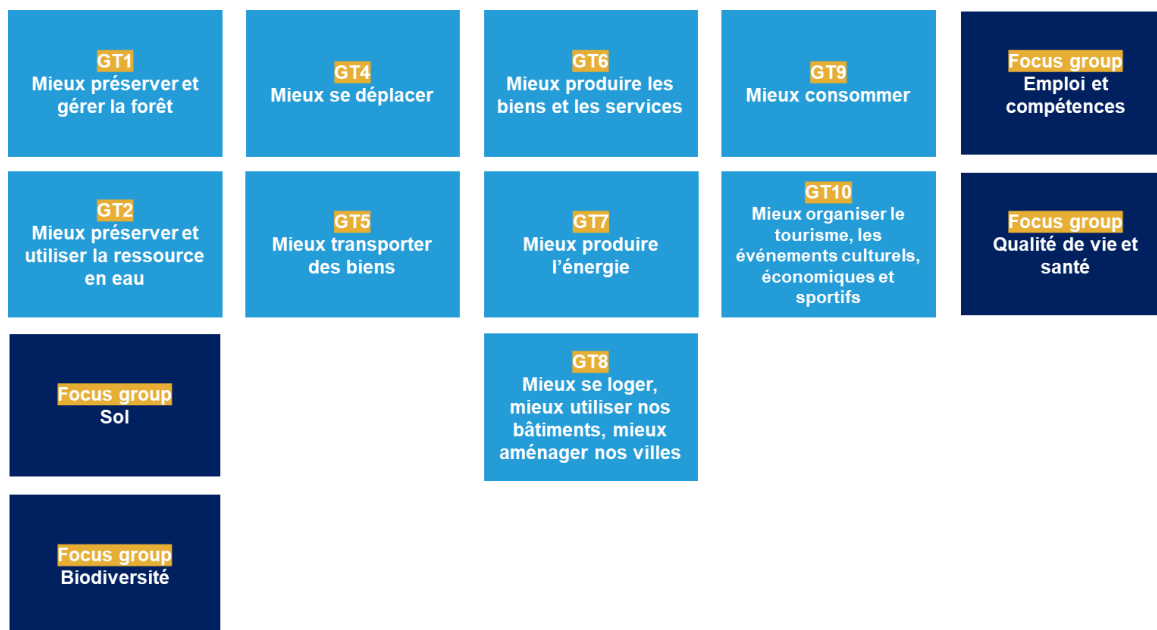 GT1
Mieux préserver et
gérer la forêt
GT4
Mieux se déplacer
GT6
Mieux produire les
biens et les services
GT9
Mieux consommer
Focus group
Emploi et
compétences
GT2
Mieux préserver et
utiliser la ressource
en eau
GT5
Mieux transporter
des biens
GT7
Mieux produire
l'énergie
GT10
Mieux organiser le
tourisme, les
événements culturels,
économiques et
sportifs
Focus group
Qualité de vie et
santé
Focus group
Sol
GT8
Mieux se loger,
mieux utiliser nos
bâtiments, mieux
aménager nos villes
Focus group
Biodiversité